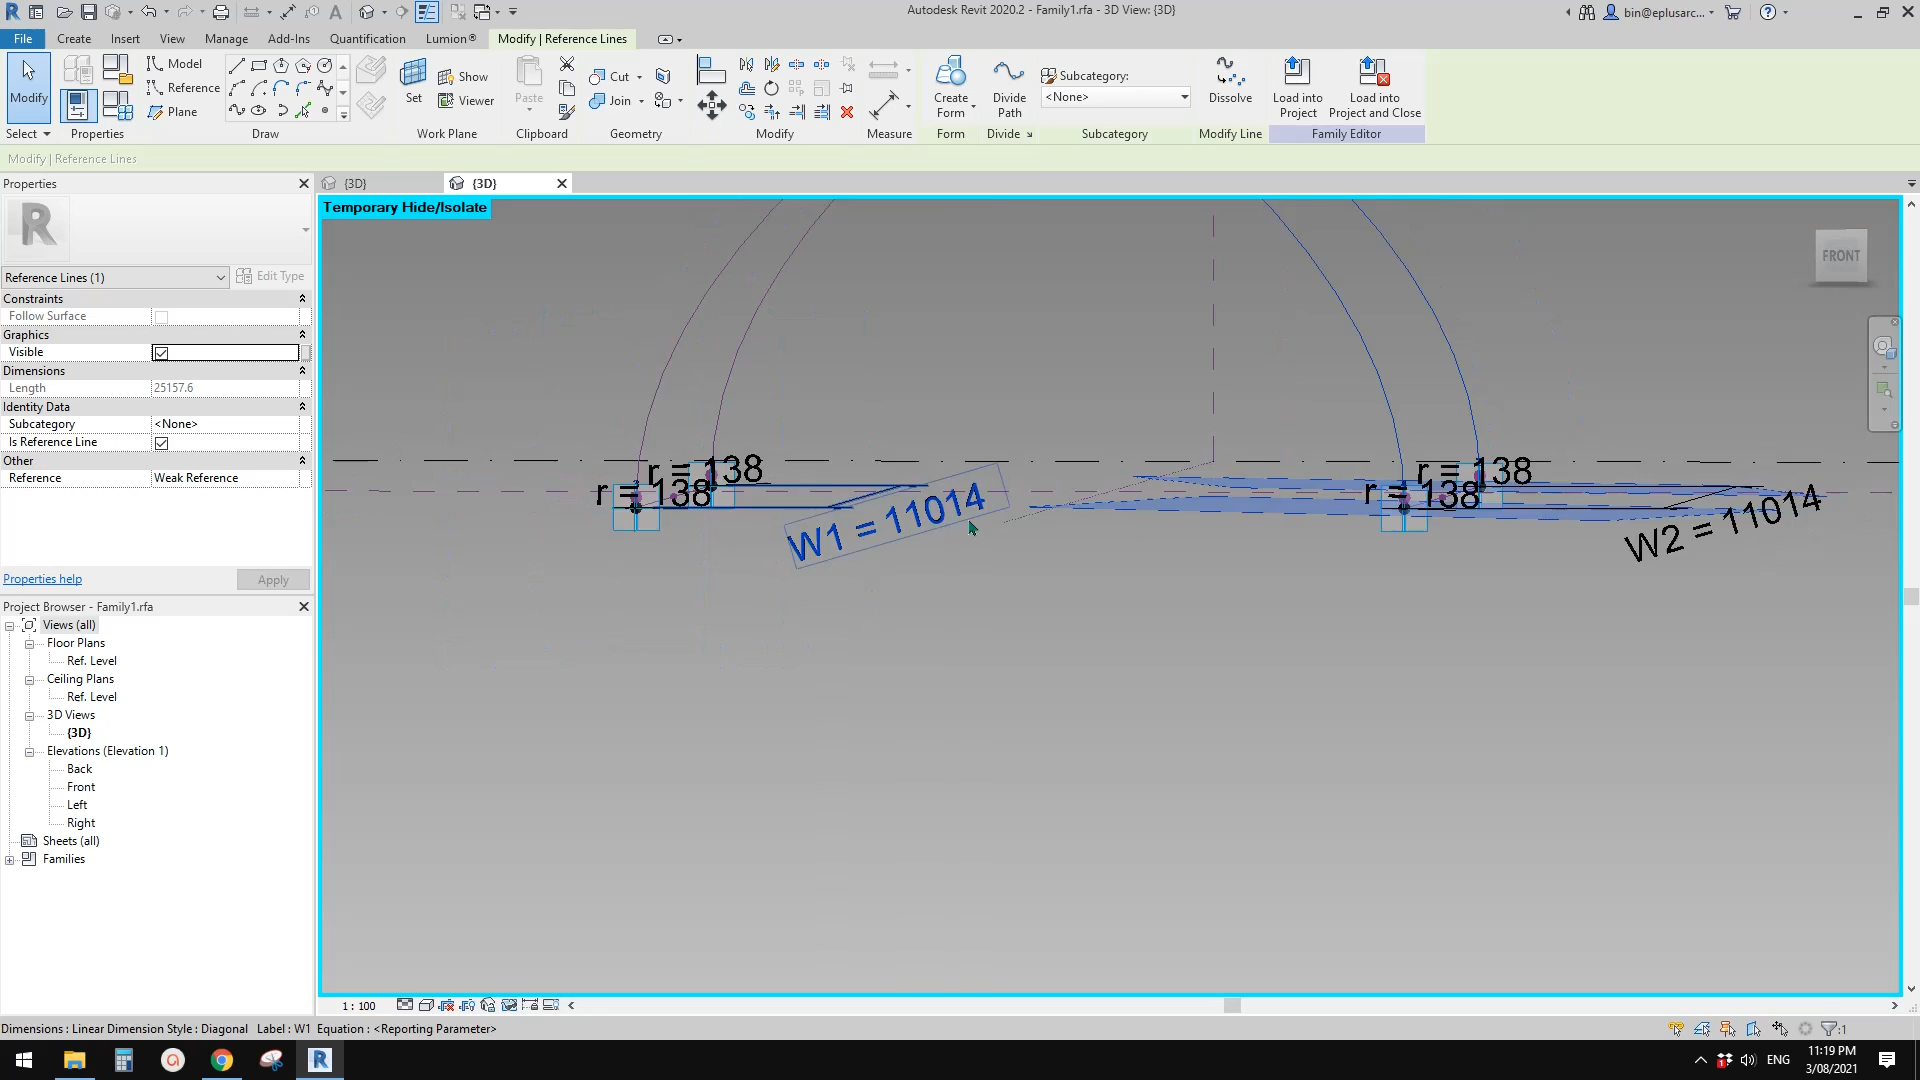 Autodesk Revit 2020.2 - Family1.rfa - 3D View: {3D}
bin@eplusarc...
File Create Insert View Manage Add-Ins Quantification Lumion® Modify | Reference Lines
Modify
Select
Properties
Model
Reference
Plane
Draw
Set
Show
Viewer
Work Plane
Paste
Clipboard
Cut
Join
Geometry
Modify
Measure
Create
Form
Form
Divide
Path
Divide
Subcategory:
<None>
Subcategory
Dissolve
Modify Line
Load into
Project
Load into
Project and Close
Family Editor
Modify | Reference Lines
Properties
{3D}
{3D}
Temporary Hide/Isolate
FRONT
R
Reference Lines (1)
Edit Type
Constraints
Follow Surface
Graphics
Visible
Dimensions
Length 25157.6
Identity Data
Subcategory <None>
Is Reference Line
Other
Reference Weak Reference
Properties help
Apply
r = 138
r = 138
W1 = 11014
r = 138
r = 138
W2 = 11014
Project Browser - Family1.rfa
Views (all)
Floor Plans
Ref. Level
Ceiling Plans
Ref. Level
3D Views
{3D}
Elevations (Elevation 1)
Back
Front
Left
Right
Sheets (all)
Families
1 : 100
Dimensions : Linear Dimension Style : Diagonal Label : W1 Equation : <Reporting Parameter>
:1
ENG
11:19 PM
3/08/2021